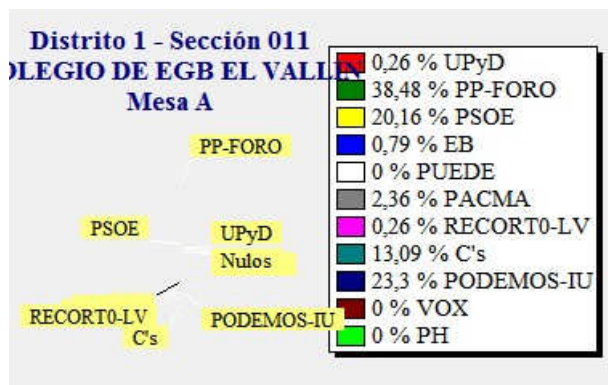 Distrito 1 - Sección 011
OLEGIO DE EGB EL VALLIN
Mesa A
PP-FORO
PSOE
UPyD
Nulos
RECORT0-LV
C's
PODEMOS-IU
0,26 % UPyD
38,48 % PP-FORO
20,16 % PSOE
0,79 % EB
0 % PUEDE
2,36 % PACMA
0,26 % RECORT0-LV
13,09 % C's
23,3 % PODEMOS-IU
0 % VOX
0 % PH